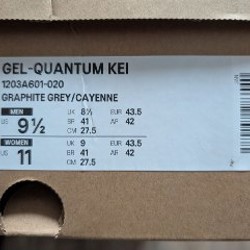 GEL-QUANTUM KEI
1203A601-020
GRAPHITE GREY/CAYENNE
MEN UK 8½ EUR 43.5
US 9½ BR 41 AF 42
CM 27.5
WOMEN UK 9 EUR 43.5
US 11 BR 41 AF 42
CM 27.5